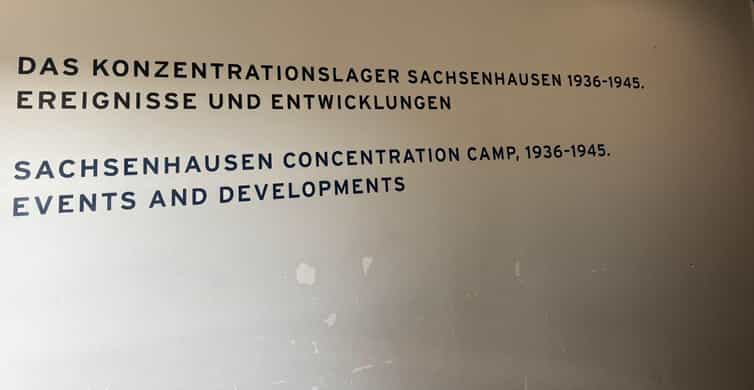 DAS KONZENTRATIONSLAGER SACHSENHAUSEN 1936-1945.
EREIGNISSE UND ENTWICKLUNGEN
SACHSENHAUSEN CONCENTRATION CAMP, 1936-1945.
EVENTS AND DEVELOPMENTS